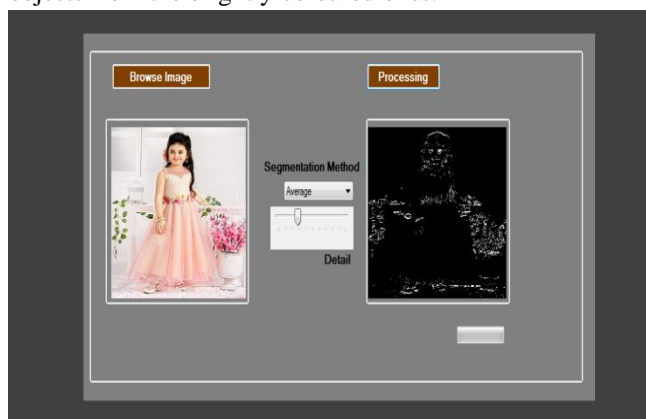 Browse Image
Processing
Segmentation Method
Average
Detail